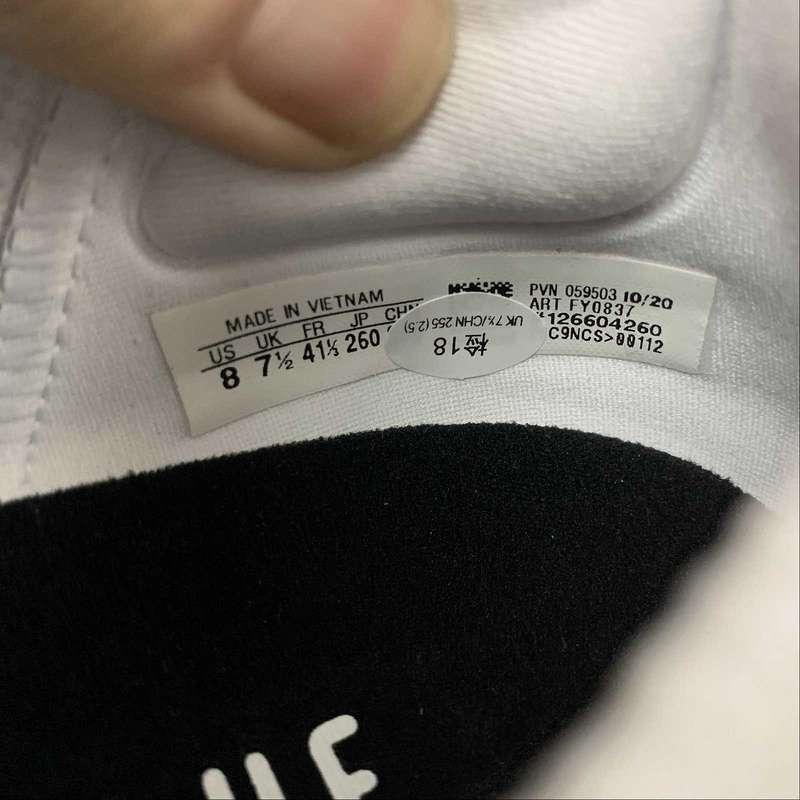 MADE IN VIETNAM
US UK FR JP CHN
8 7½ 41⅓ 260
PVN 059503 10/20
ART FY0837
#126604260
C9NCS>00112
检18
UK 7½/CHN 255 (2.5)